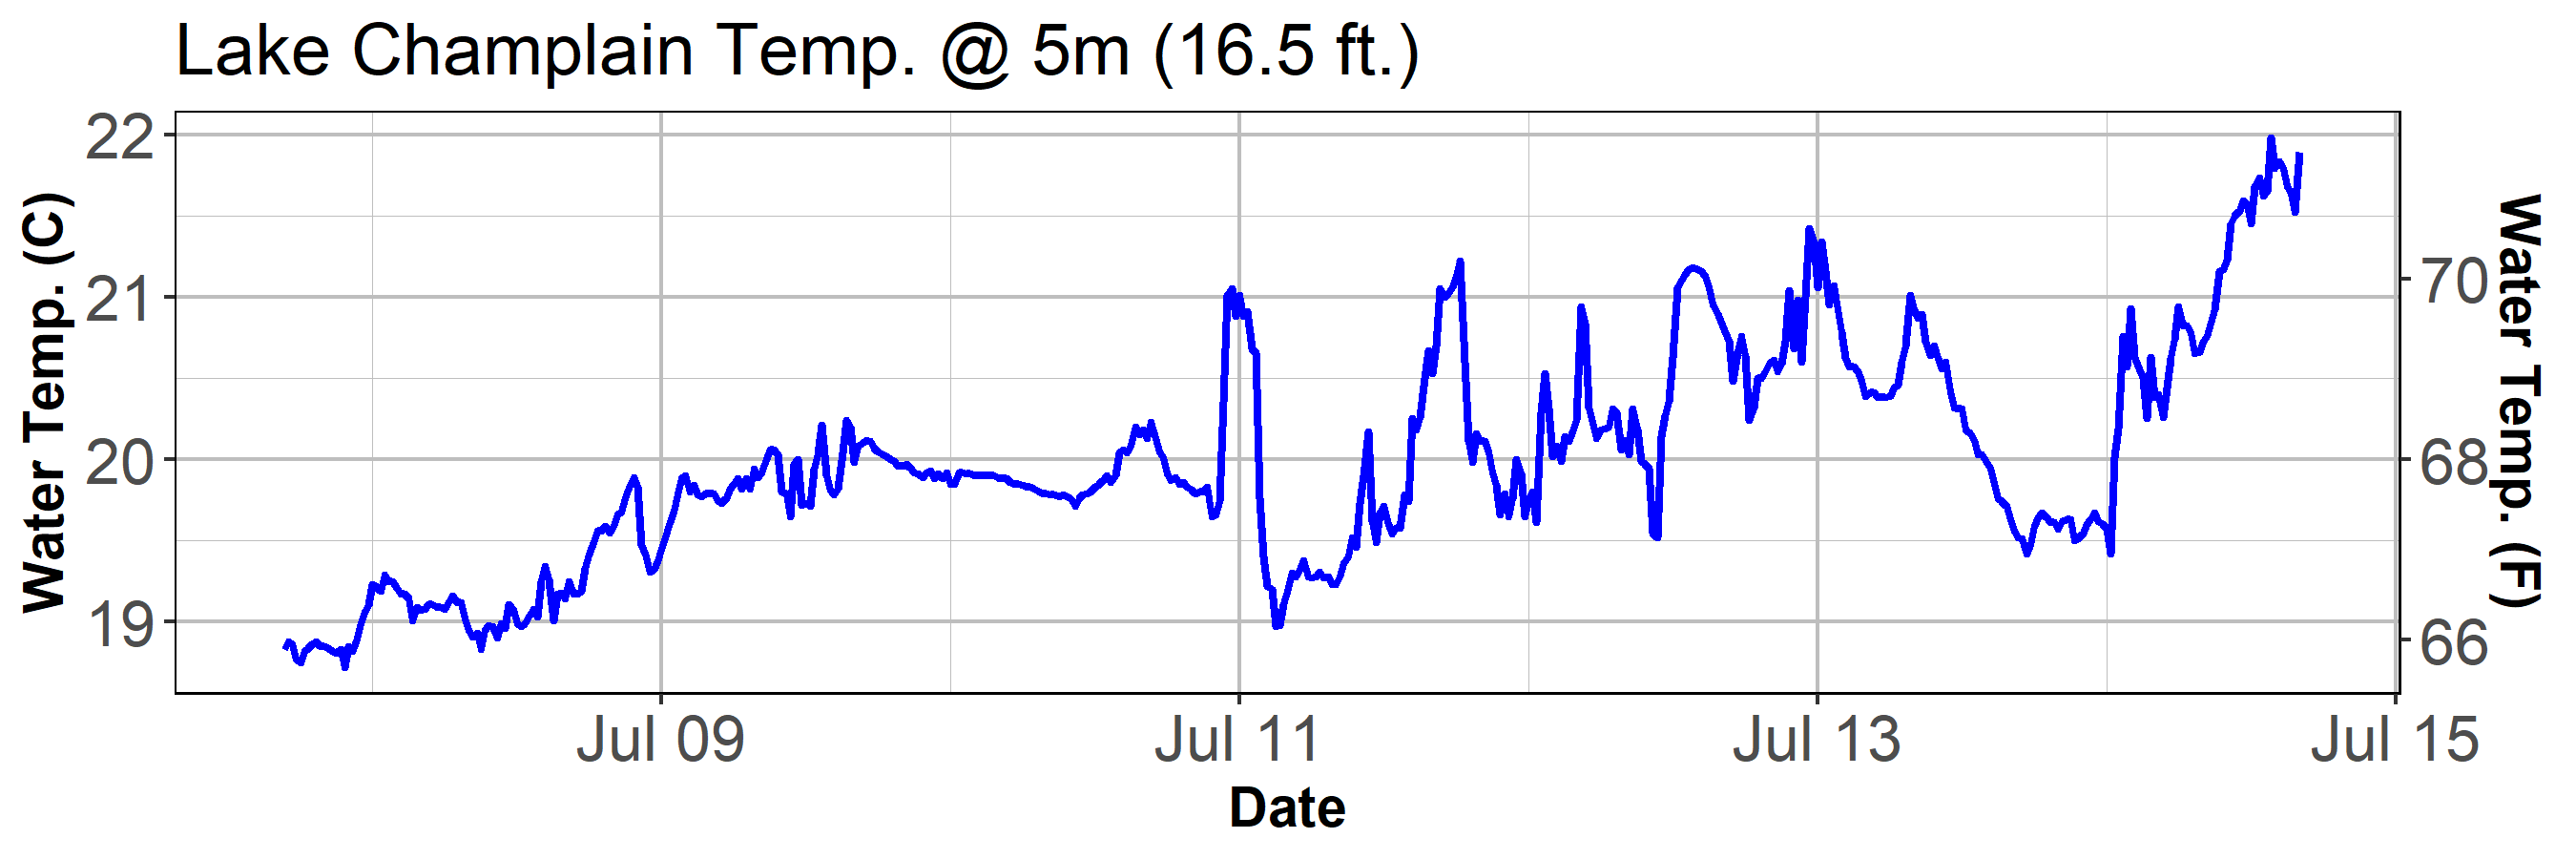 Lake Champlain Temp. @ 5m (16.5 ft.)
Water Temp. (C)
22
21
20
19
70
68
66
Water Temp. (F)
Jul 09 Jul 11 Jul 13 Jul 15
Date